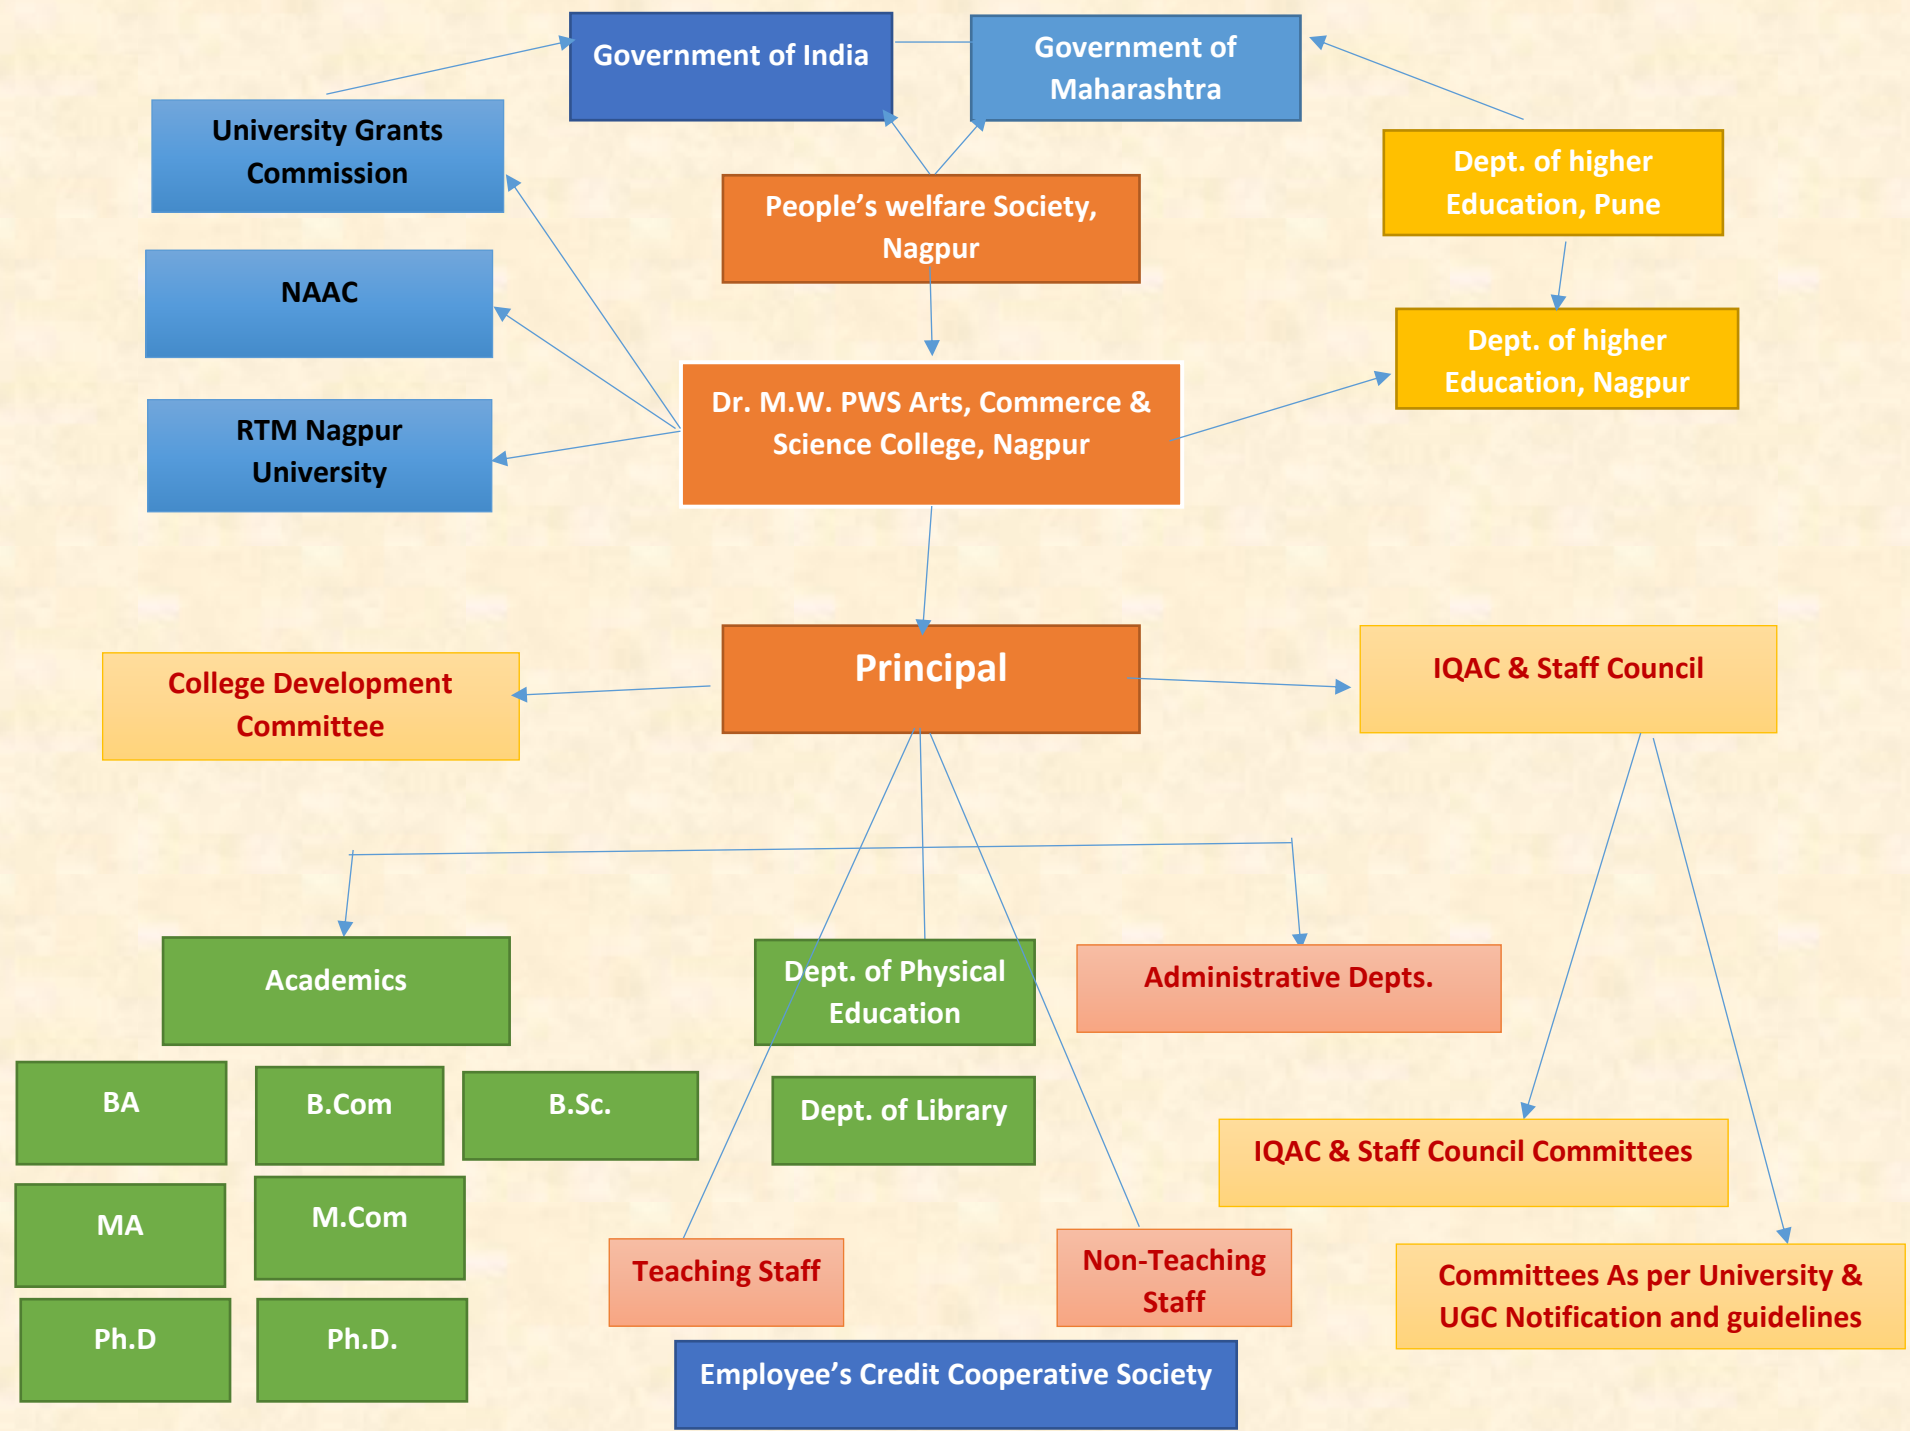 Government of India
Government of
Maharashtra
University Grants
Commission
Dept. of higher
Education, Pune
People’s welfare Society,
Nagpur
NAAC
Dept. of higher
Education, Nagpur
Dr. M.W. PWS Arts, Commerce &
Science College, Nagpur
RTM Nagpur
University
Principal
College Development
Committee
IQAC & Staff Council
Academics
Dept. of Physical
Education
Administrative Depts.
BA
B.Com
B.Sc.
Dept. of Library
IQAC & Staff Council Committees
MA
M.Com
Teaching Staff
Non-Teaching
Staff
Committees As per University &
UGC Notification and guidelines
Ph.D
Ph.D.
Employee’s Credit Cooperative Society